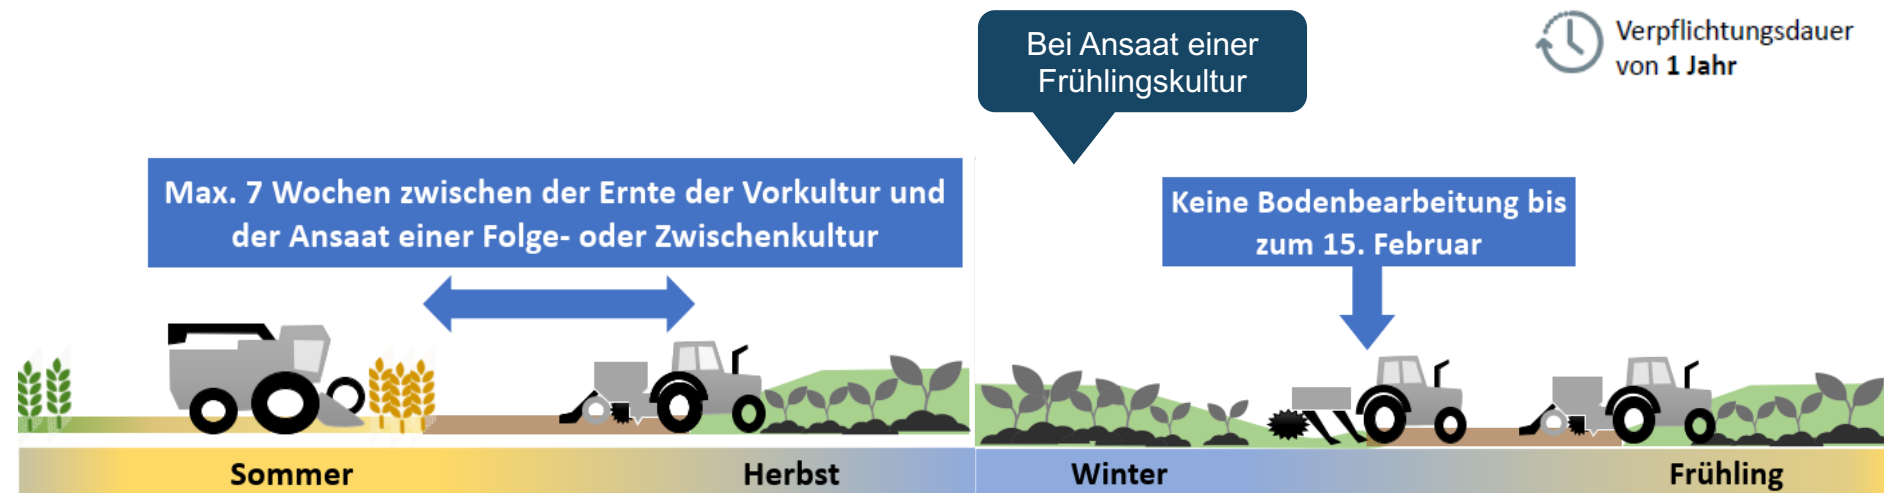 Bei Ansaat einer
Frühlingskultur
Verpflichtungsdauer
von 1 Jahr
Max. 7 Wochen zwischen der Ernte der Vorkultur und
der Ansaat einer Folge- oder Zwischenkultur
Keine Bodenbearbeitung bis
zum 15. Februar
Sommer
Herbst
Winter
Frühling